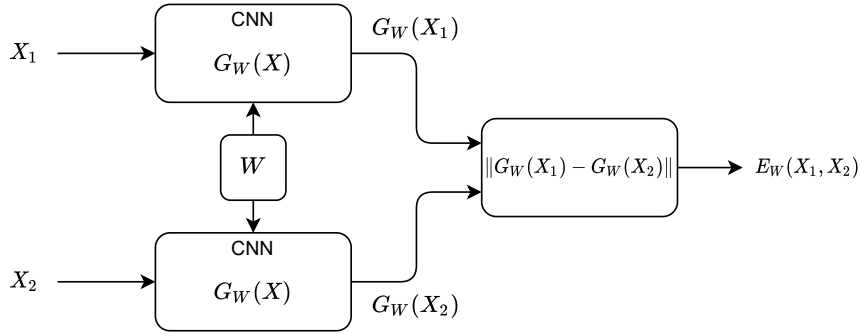 CNN
G_W(X_1)
X_1
G_W(X)
W
‖G_W(X_1) − G_W(X_2)‖
E_W(X_1, X_2)
CNN
X_2
G_W(X)
G_W(X_2)